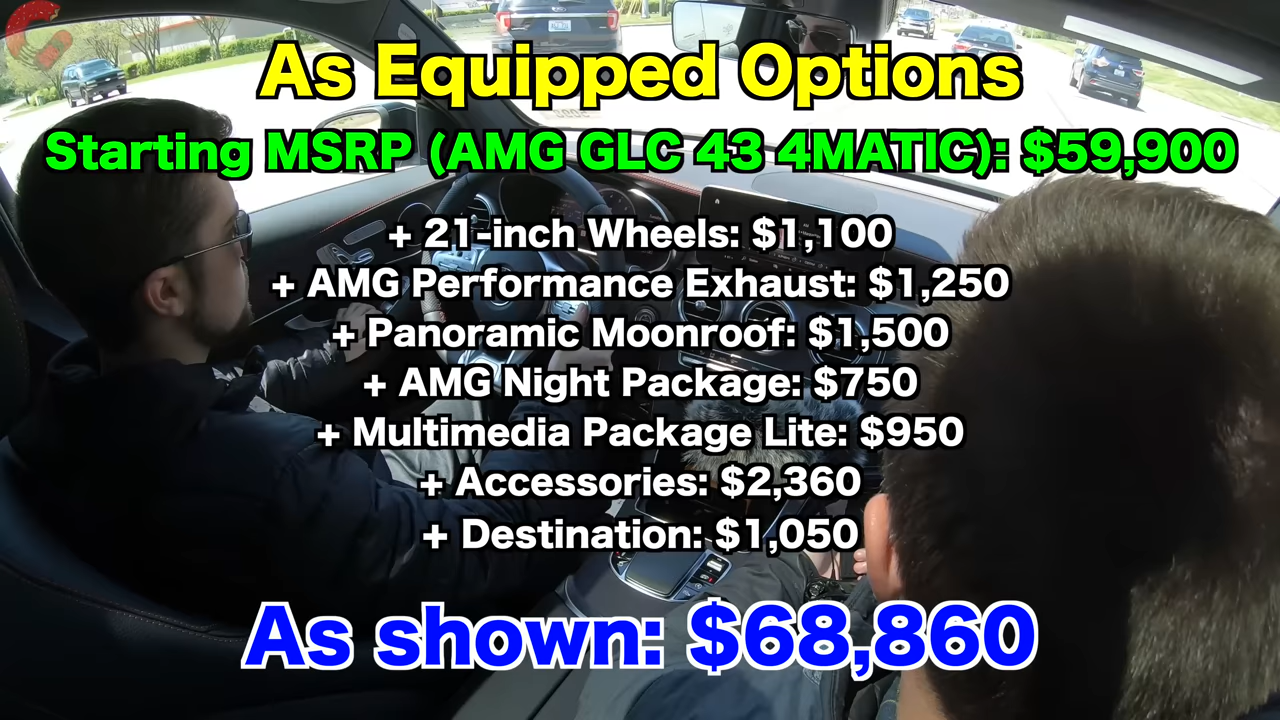 As Equipped Options
Starting MSRP (AMG GLC 43 4MATIC): $59,900
+ 21-inch Wheels: $1,100
+ AMG Performance Exhaust: $1,250
+ Panoramic Moonroof: $1,500
+ AMG Night Package: $750
+ Multimedia Package Lite: $950
+ Accessories: $2,360
+ Destination: $1,050
As shown: $68,860